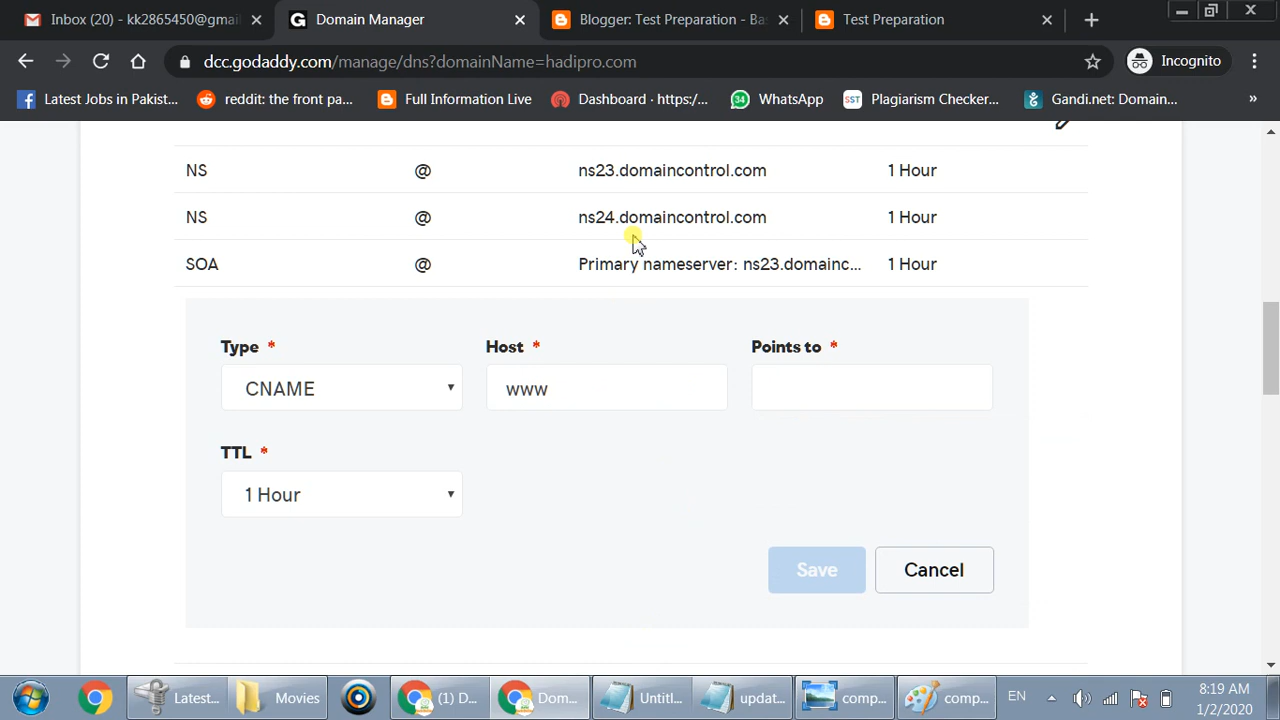 Inbox (20) - kk2865450@gmai
Domain Manager
Blogger: Test Preparation - Bas
Test Preparation
dcc.godaddy.com/manage/dns?domainName=hadipro.com
Incognito
Latest Jobs in Pakist...
reddit: the front pa...
Full Information Live
Dashboard · https:/...
34
WhatsApp
SST
Plagiarism Checker...
Gandi.net: Domain...
»
NS @ ns23.domaincontrol.com 1 Hour
NS @ ns24.domaincontrol.com 1 Hour
SOA @ Primary nameserver: ns23.domainc... 1 Hour
Type * Host * Points to *
CNAME www
TTL *
1 Hour
Save Cancel
Latest...
Movies
(1) D...
Dom...
Untitl...
updat...
comp...
comp...
EN
8:19 AM
1/2/2020